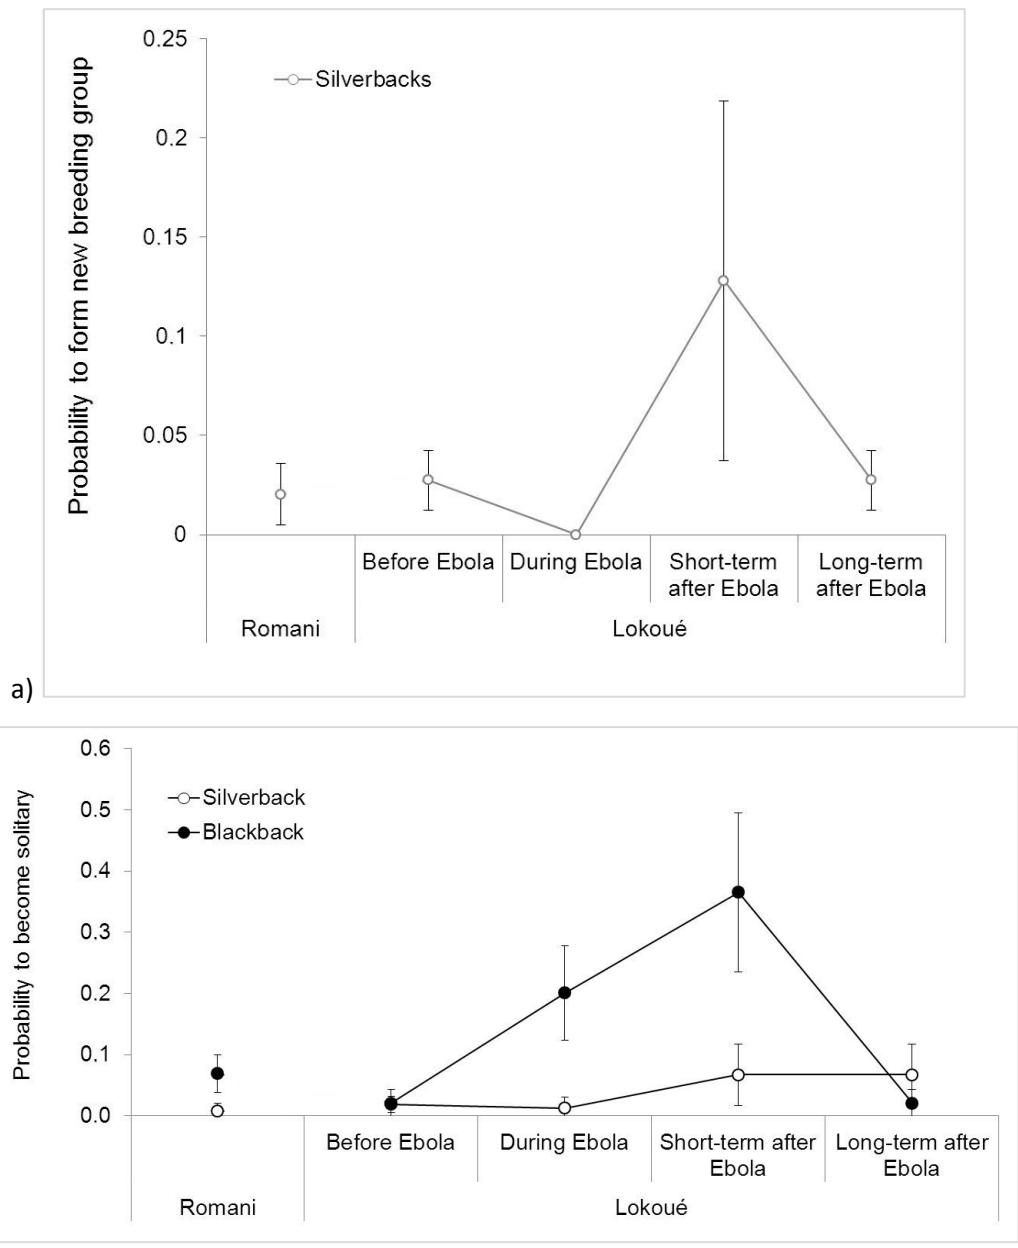 0.25
Silverbacks
0.2
0.15
0.1
0.05
0
Probability to form new breeding group
Before Ebola During Ebola Short-term Long-term
after Ebola after Ebola
Romani Lokoué
a)
0.6
Silverback
0.5
Blackback
0.4
0.3
0.2
0.1
0.0
Probability to become solitary
Before Ebola During Ebola Short-term after Long-term after
Ebola Ebola
Romani Lokoué